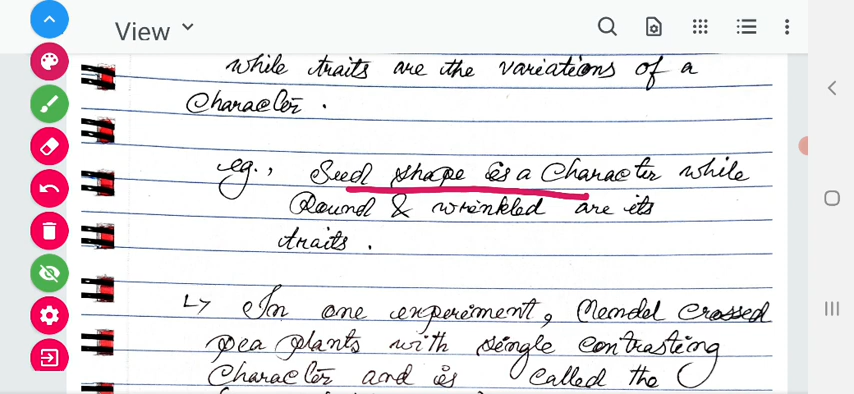 View
while traits are the variations of a
Character.
eg., Seed shape is a Character while
Round & wrinkled are its
traits.
↳ In one experiment, Mendel crossed
pea plants with single contrasting
Character and is called the